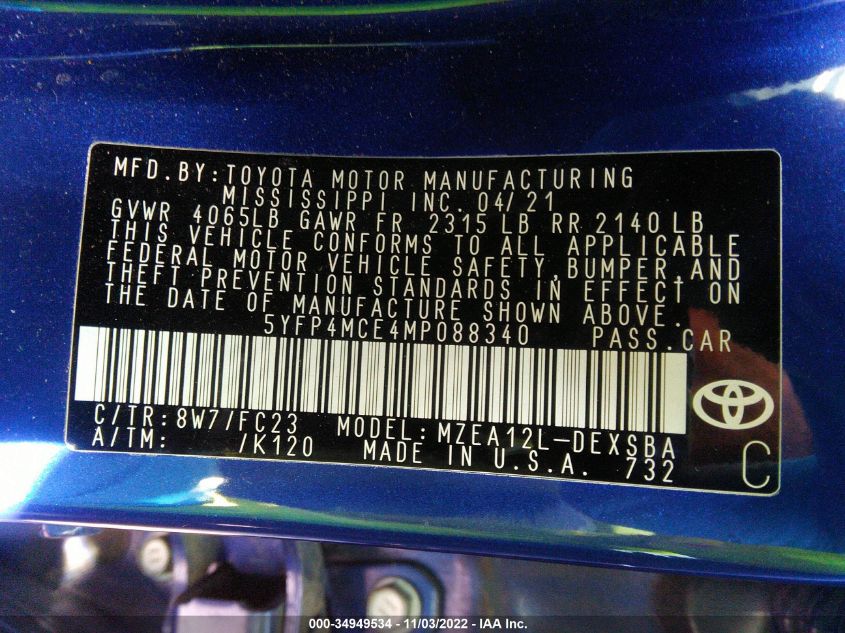 MFD.BY:TOYOTA MOTOR MANUFACTURING
MISSISSIPPI INC. 04/21
GVWR 4065LB GAWR FR 2315 LB RR 2140 LB
THIS VEHICLE CONFORMS TO ALL APPLICABLE
FEDERAL MOTOR VEHICLE SAFETY,BUMPER,AND
THEFT PREVENTION STANDARDS IN EFFECT ON
THE DATE OF MANUFACTURE SHOWN ABOVE.
5YFP4MCE4MP088340 PASS.CAR
C/TR:8W7/FC23 MODEL:MZEA12L-DEXSBA
A/TM: /K120 MADE IN U.S.A. 732
C
000-34949534 - 11/03/2022 - IAA Inc.